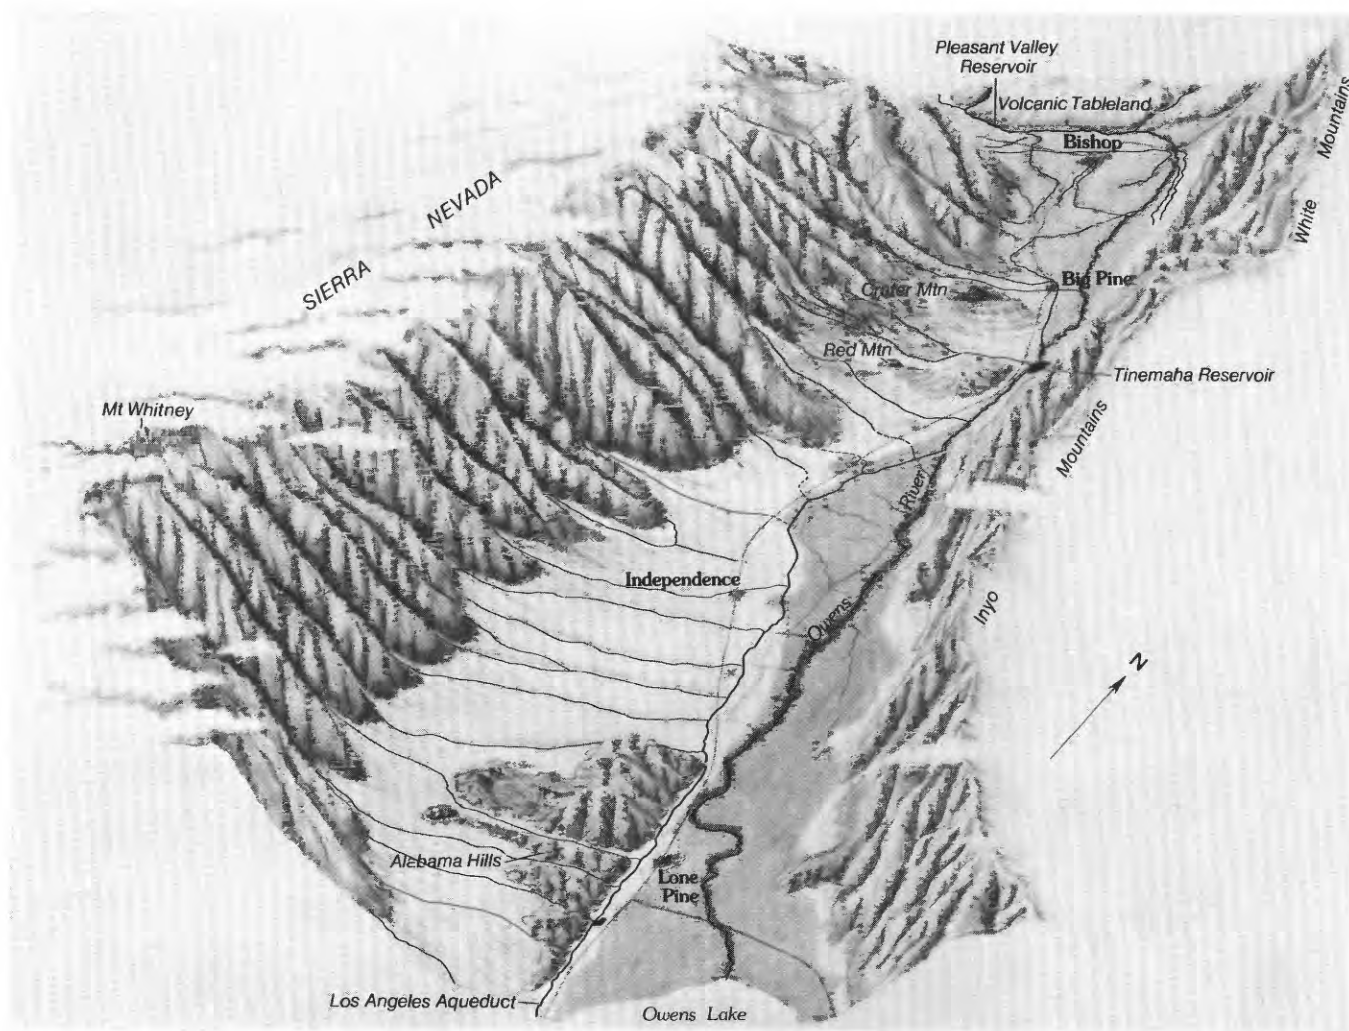 Pleasant Valley
Reservoir
Volcanic Tableland
Bishop
Mountains
White
NEVADA
SIERRA
Big Pine
Crater Mtn
Red Mtn
Tinemaha Reservoir
Mt Whitney
Mountains
River
Independence
Owens
Inyo
N
Alabama Hills
Lone
Pine
Los Angeles Aqueduct
Owens Lake